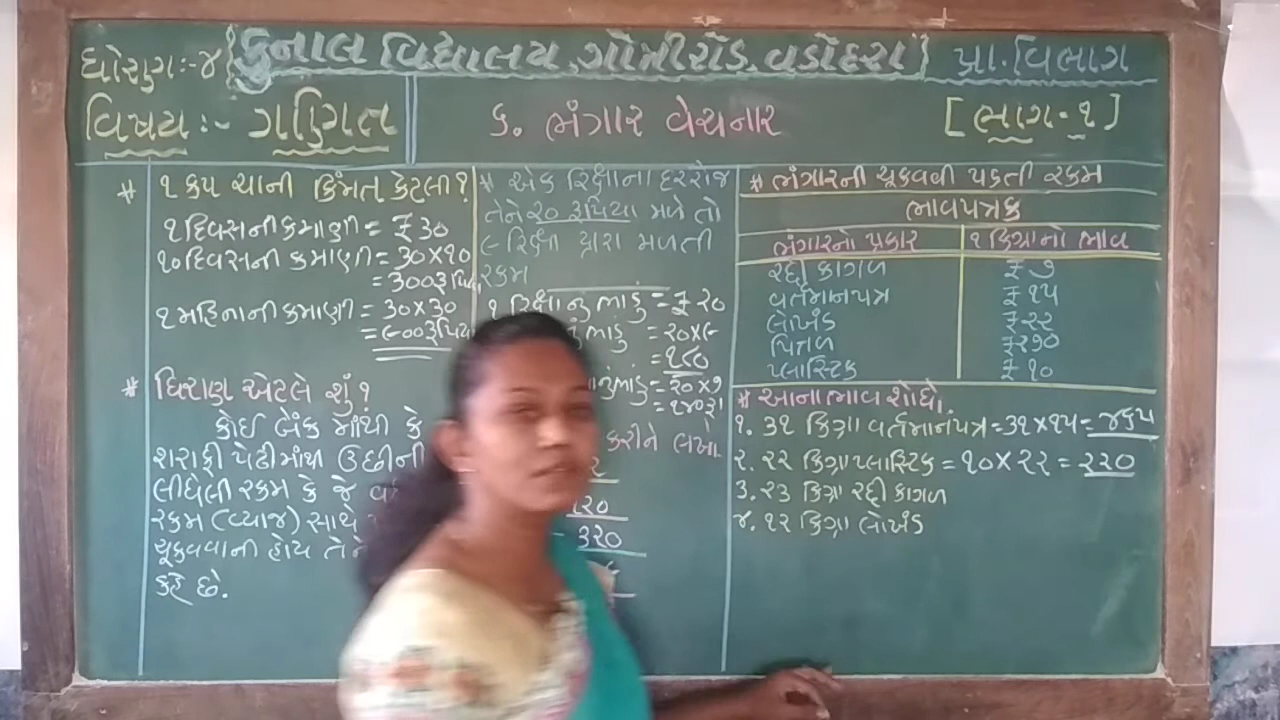 ધોરણઃ-૪ {કુનાલ વિદ્યાલય, ગોત્રીરોડ, વડોદરા} પ્રા. વિભાગ
વિષયઃ- ગણિત
૬. ભંગાર વેચનાર
[ભાગ-૧]
# ૧ કપ ચાની કિંમત કેટલી?
૧ દિવસની કમાણી = ₹ ૩૦
૧૦ દિવસની કમાણી = ૩૦×૧૦
= ૩૦૦ રૂપિયા
૧ મહિનાની કમાણી = ૩૦×૩૦
= ૯૦૦ રૂપિયા
# ધિરાણ એટલે શું?
કોઈ બેંક માંથી કે
શરાફી પેઢીમાંથી ઉછીની
લીધેલી રકમ કે જે
રકમ (વ્યાજ) સાથે
ચૂકવવાની હોય તેને
કહે છે.
# એક રિક્ષાના દરરોજ
તેને ૨૦ રૂપિયા મળે તો
૯ રિક્ષા દ્વારા મળતી
રકમ
૧ રિક્ષાનું ભાડું = ₹ ૨૦
ભાડું = ૨૦×૯
= ૧૮૦
ભાડું = ૨૦×૭
= ૧૪૦
કરીને લખો.
૩૨૦
# ભંગારની ચૂકવવી પડતી રકમ
ભાવપત્રક
ભંગારનો પ્રકાર ૧ કિગ્રાનો ભાવ
રદ્દી કાગળ ₹ ૭
વર્તમાનપત્ર ₹ ૧૫
લોખંડ ₹ ૨૨
પિત્તળ ₹ ૨૭૦
પ્લાસ્ટિક ₹ ૧૦
# આના ભાવ શોધો.
૧. ૩૧ કિગ્રા વર્તમાનપત્ર = ૩૧×૧૫ = ૪૬૫
૨. ૨૨ કિગ્રા પ્લાસ્ટિક = ૧૦×૨૨ = ૨૨૦
૩. ૨૩ કિગ્રા રદ્દી કાગળ
૪. ૧૨ કિગ્રા લોખંડ